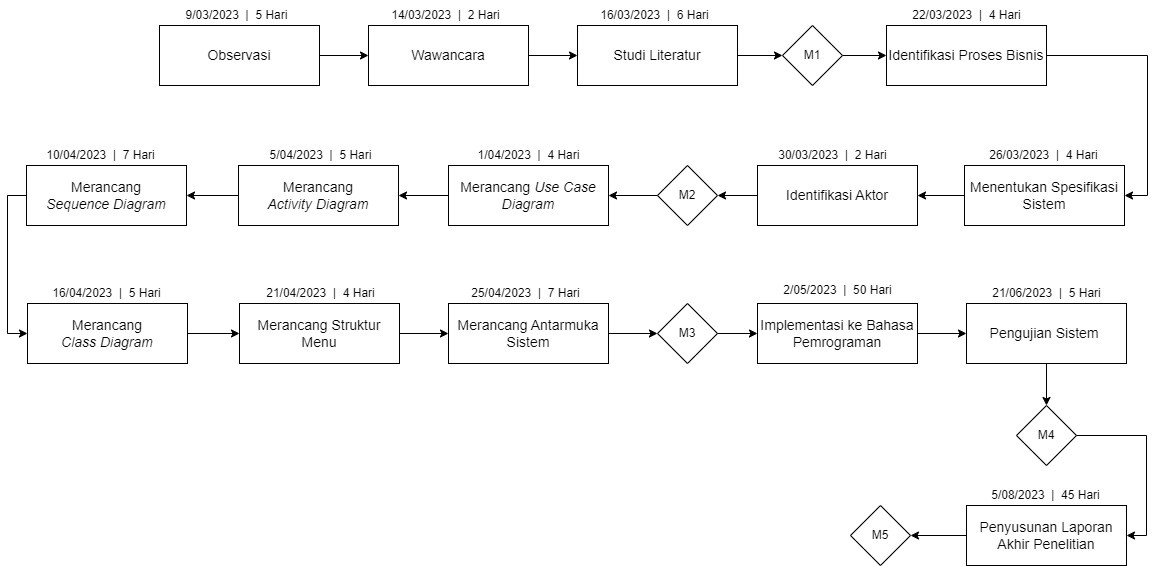 9/03/2023 | 5 Hari
Observasi
14/03/2023 | 2 Hari
Wawancara
16/03/2023 | 6 Hari
Studi Literatur
M1
22/03/2023 | 4 Hari
Identifikasi Proses Bisnis
26/03/2023 | 4 Hari
Menentukan Spesifikasi
Sistem
30/03/2023 | 2 Hari
Identifikasi Aktor
M2
1/04/2023 | 4 Hari
Merancang Use Case
Diagram
5/04/2023 | 5 Hari
Merancang
Activity Diagram
10/04/2023 | 7 Hari
Merancang
Sequence Diagram
16/04/2023 | 5 Hari
Merancang
Class Diagram
21/04/2023 | 4 Hari
Merancang Struktur
Menu
25/04/2023 | 7 Hari
Merancang Antarmuka
Sistem
M3
2/05/2023 | 50 Hari
Implementasi ke Bahasa
Pemrograman
21/06/2023 | 5 Hari
Pengujian Sistem
M4
5/08/2023 | 45 Hari
Penyusunan Laporan
Akhir Penelitian
M5